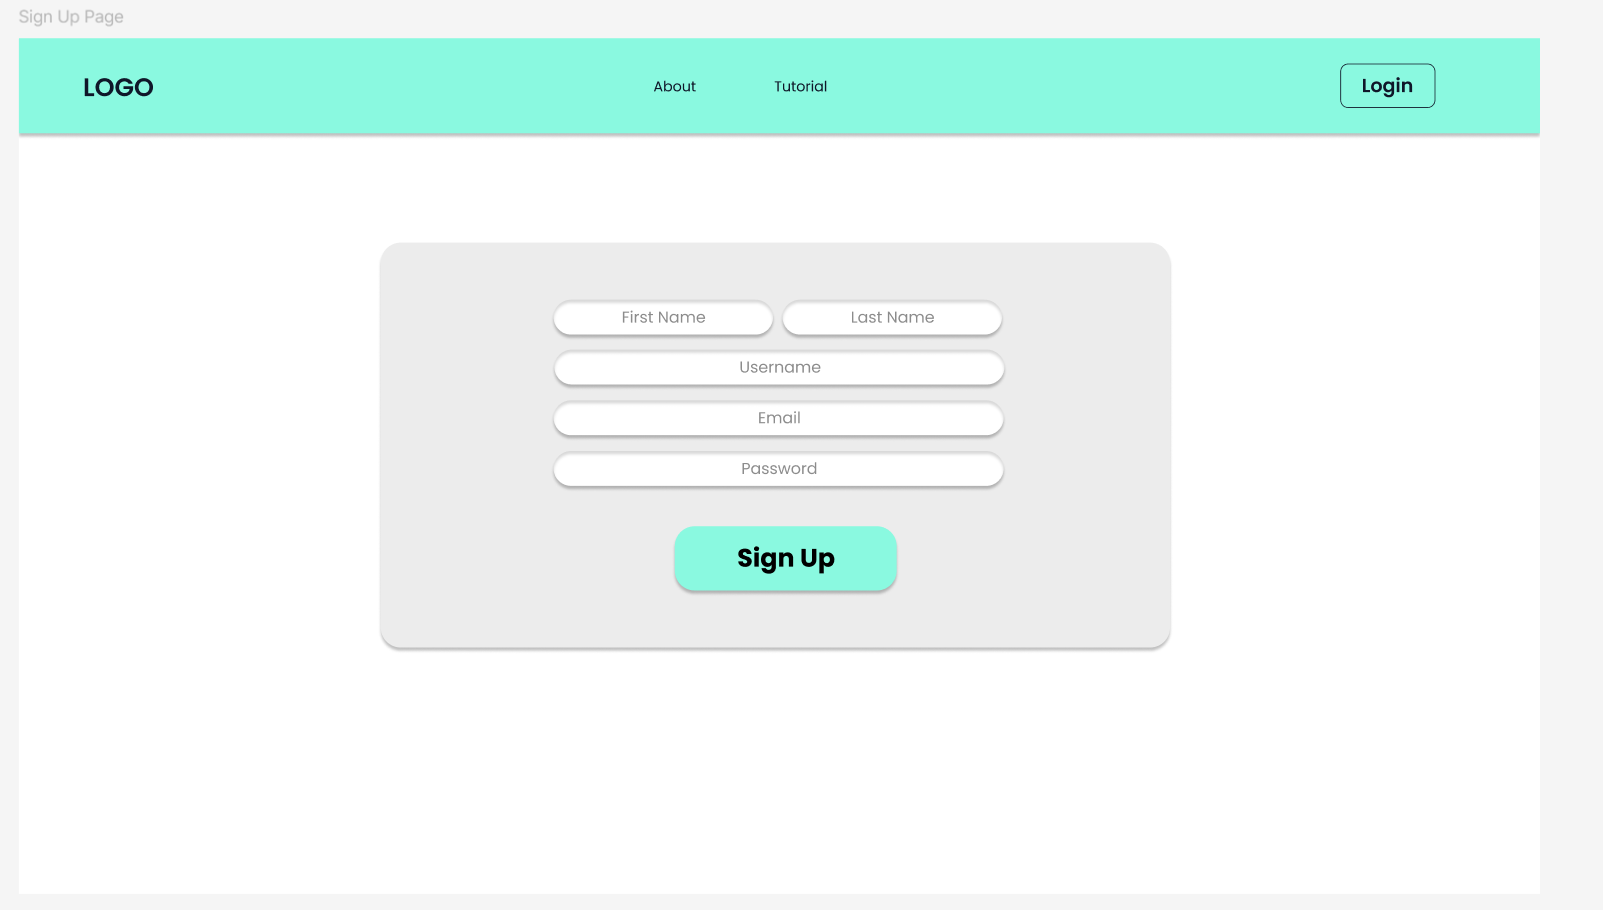 Sign Up Page
LOGO About Tutorial Login
First Name Last Name
Username
Email
Password
Sign Up